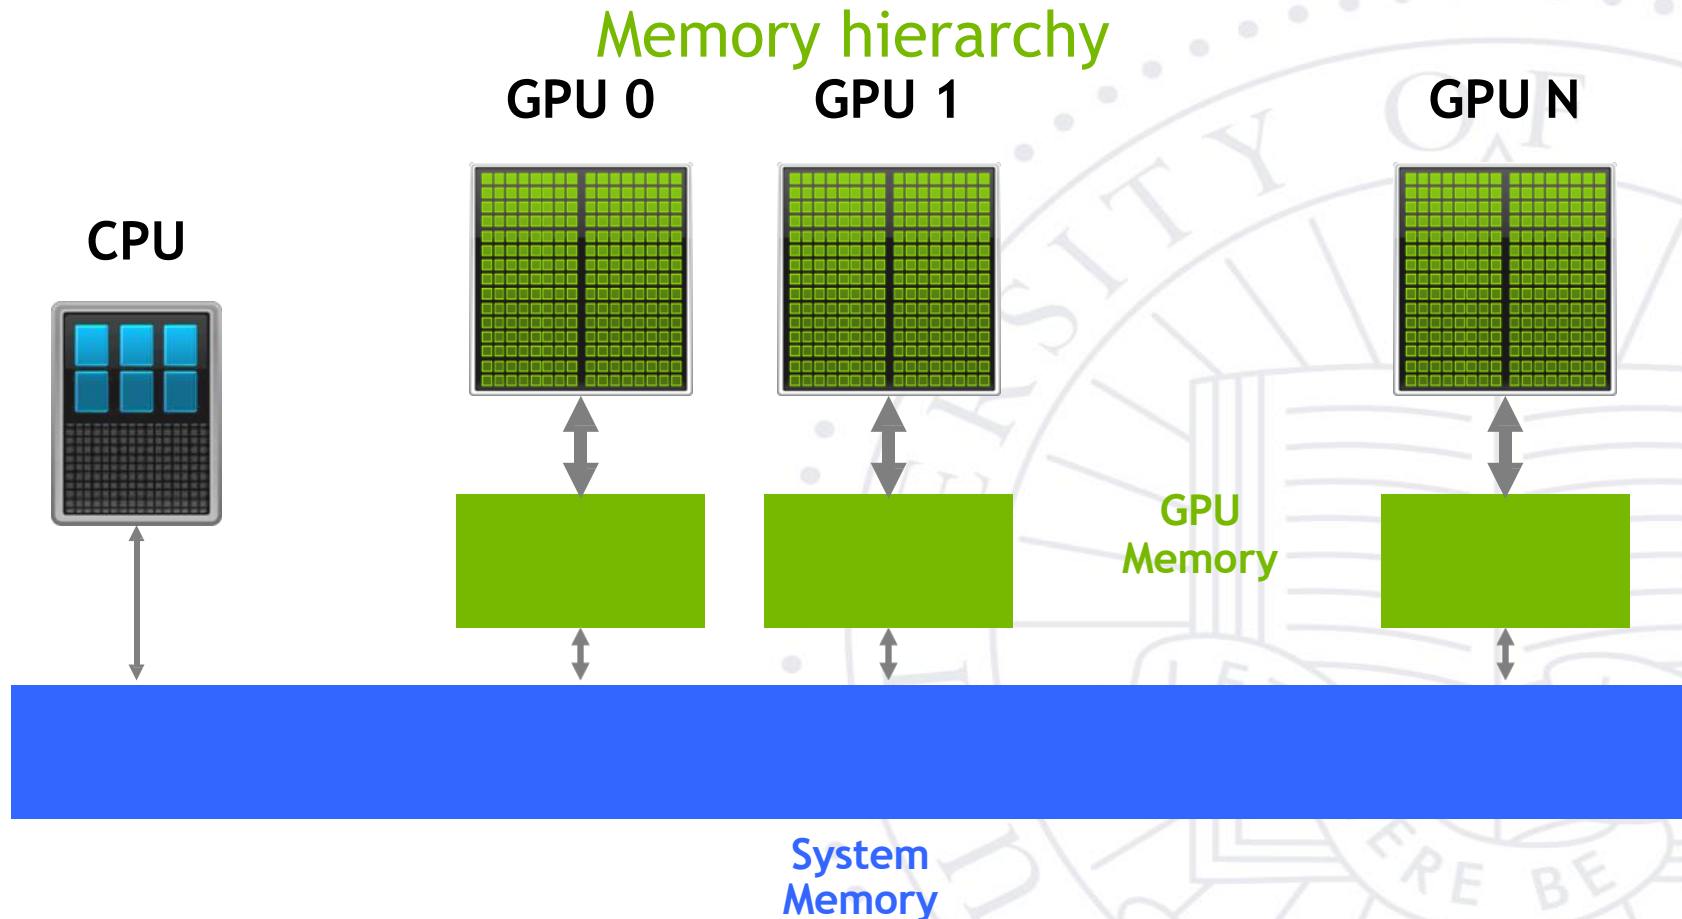 Memory hierarchy
GPU 0
GPU 1
GPU N
CPU
GPU
Memory
System
Memory